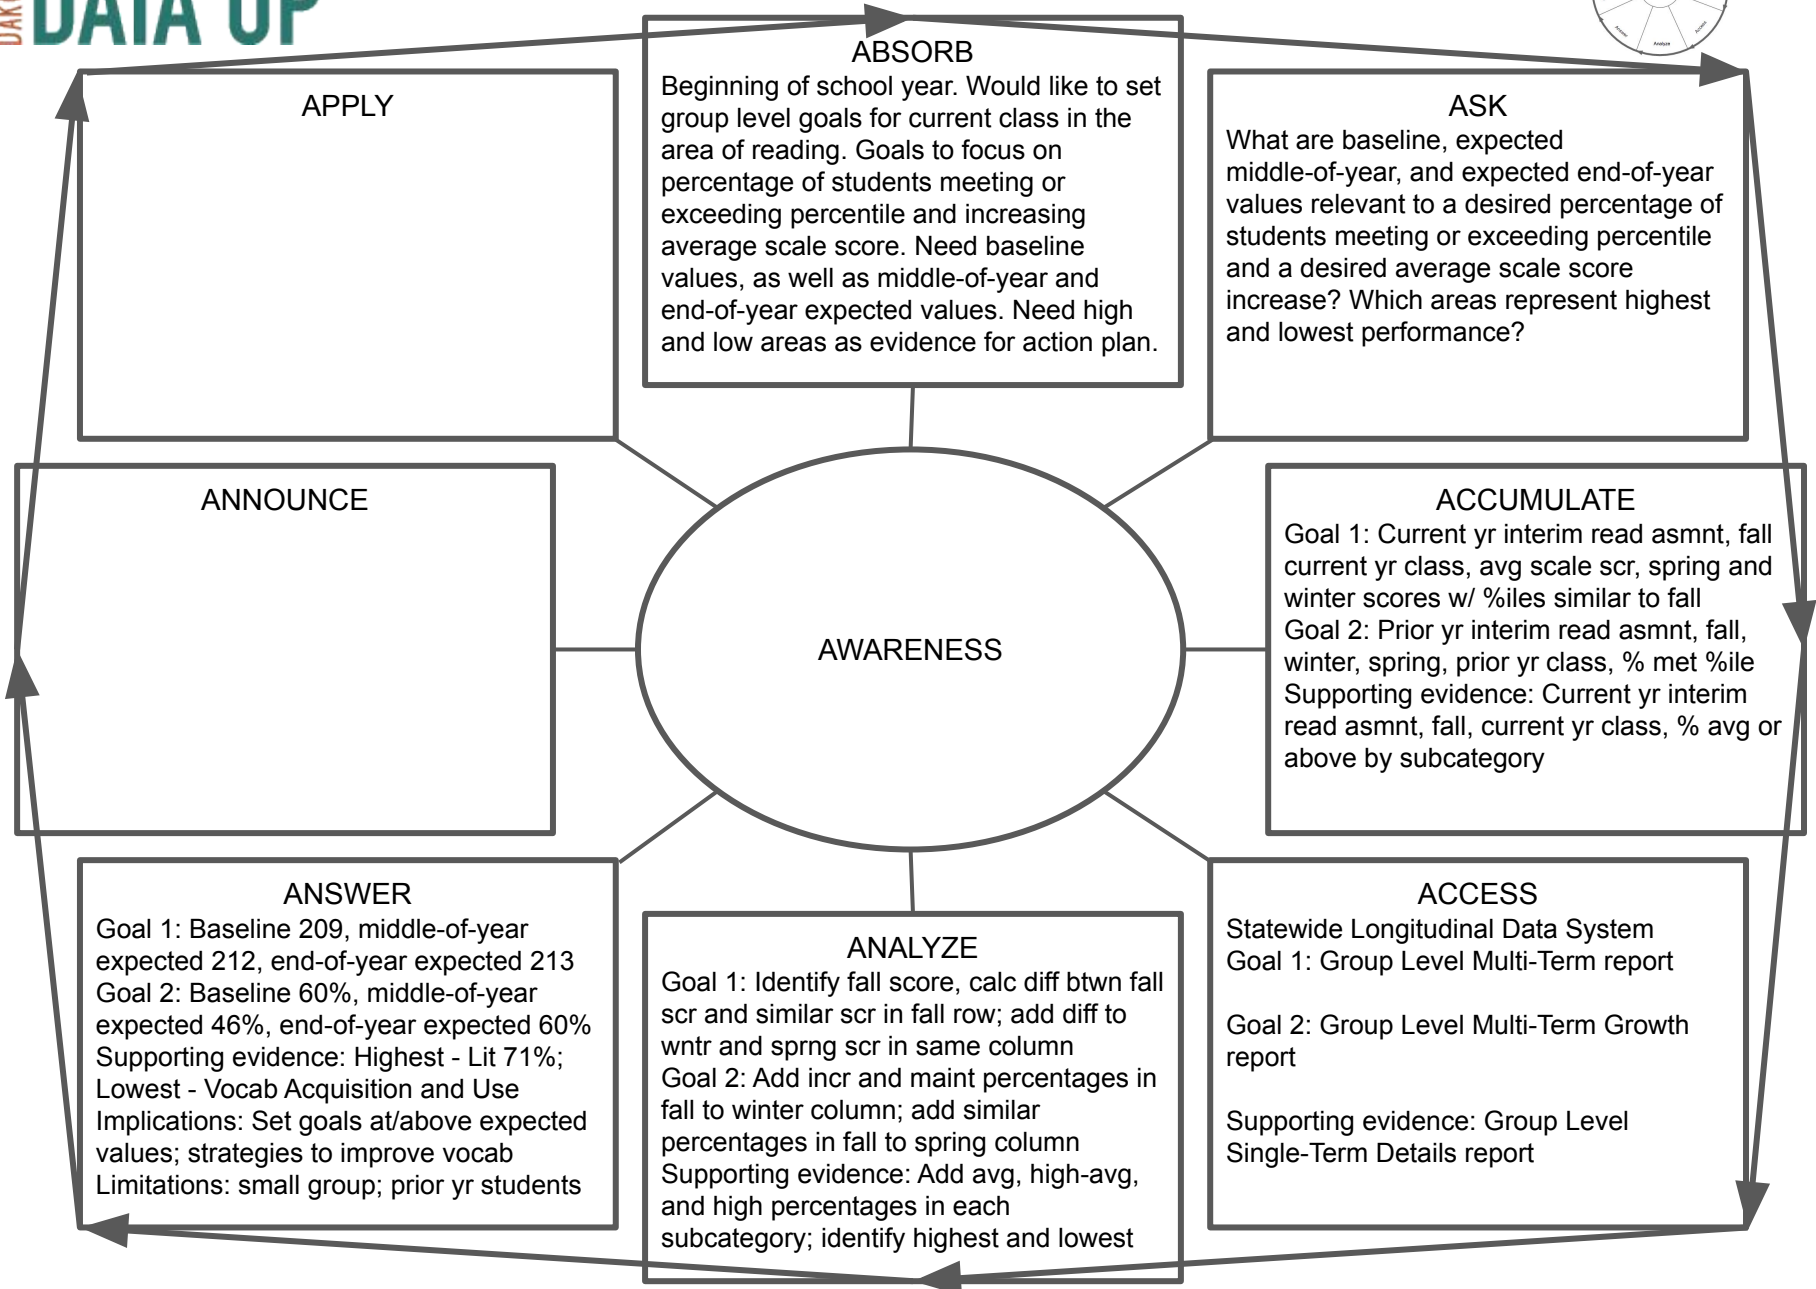 DATA UP
Answer
Analyze
Access
APPLY
ABSORB
Beginning of school year. Would like to set
group level goals for current class in the
area of reading. Goals to focus on
percentage of students meeting or
exceeding percentile and increasing
average scale score. Need baseline
values, as well as middle-of-year and
end-of-year expected values. Need high
and low areas as evidence for action plan.
ASK
What are baseline, expected
middle-of-year, and expected end-of-year
values relevant to a desired percentage of
students meeting or exceeding percentile
and a desired average scale score
increase? Which areas represent highest
and lowest performance?
ANNOUNCE
AWARENESS
ACCUMULATE
Goal 1: Current yr interim read asmnt, fall
current yr class, avg scale scr, spring and
winter scores w/ %iles similar to fall
Goal 2: Prior yr interim read asmnt, fall,
winter, spring, prior yr class, % met %ile
Supporting evidence: Current yr interim
read asmnt, fall, current yr class, % avg or
above by subcategory
ANSWER
Goal 1: Baseline 209, middle-of-year
expected 212, end-of-year expected 213
Goal 2: Baseline 60%, middle-of-year
expected 46%, end-of-year expected 60%
Supporting evidence: Highest - Lit 71%;
Lowest - Vocab Acquisition and Use
Implications: Set goals at/above expected
values; strategies to improve vocab
Limitations: small group; prior yr students
ANALYZE
Goal 1: Identify fall score, calc diff btwn fall
scr and similar scr in fall row; add diff to
wntr and sprng scr in same column
Goal 2: Add incr and maint percentages in
fall to winter column; add similar
percentages in fall to spring column
Supporting evidence: Add avg, high-avg,
and high percentages in each
subcategory; identify highest and lowest
ACCESS
Statewide Longitudinal Data System
Goal 1: Group Level Multi-Term report
Goal 2: Group Level Multi-Term Growth
report
Supporting evidence: Group Level
Single-Term Details report